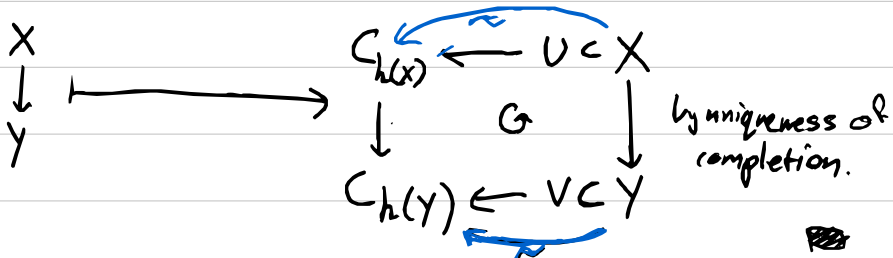 X
Y
C_{h(X)} ← U ⊂ X
~
↺
by uniqueness of
completion.
C_{h(Y)} ← V ⊂ Y
~